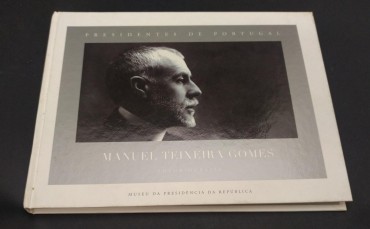 PRESIDENTES DE PORTUGAL
MANUEL TEIXEIRA GOMES
MUSEU DA PRESIDÊNCIA DA REPÚBLICA